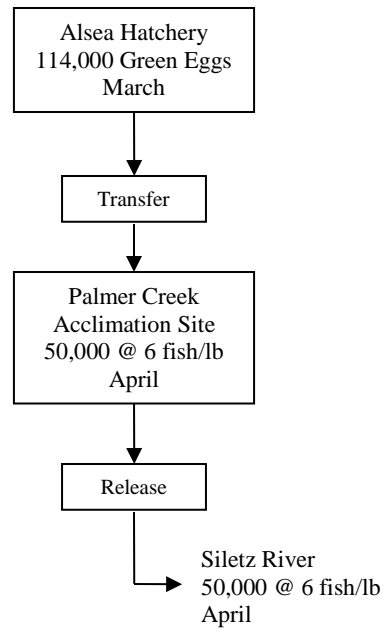 Alsea Hatchery
114,000 Green Eggs
March
Transfer
Palmer Creek
Acclimation Site
50,000 @ 6 fish/lb
April
Release
Siletz River
50,000 @ 6 fish/lb
April